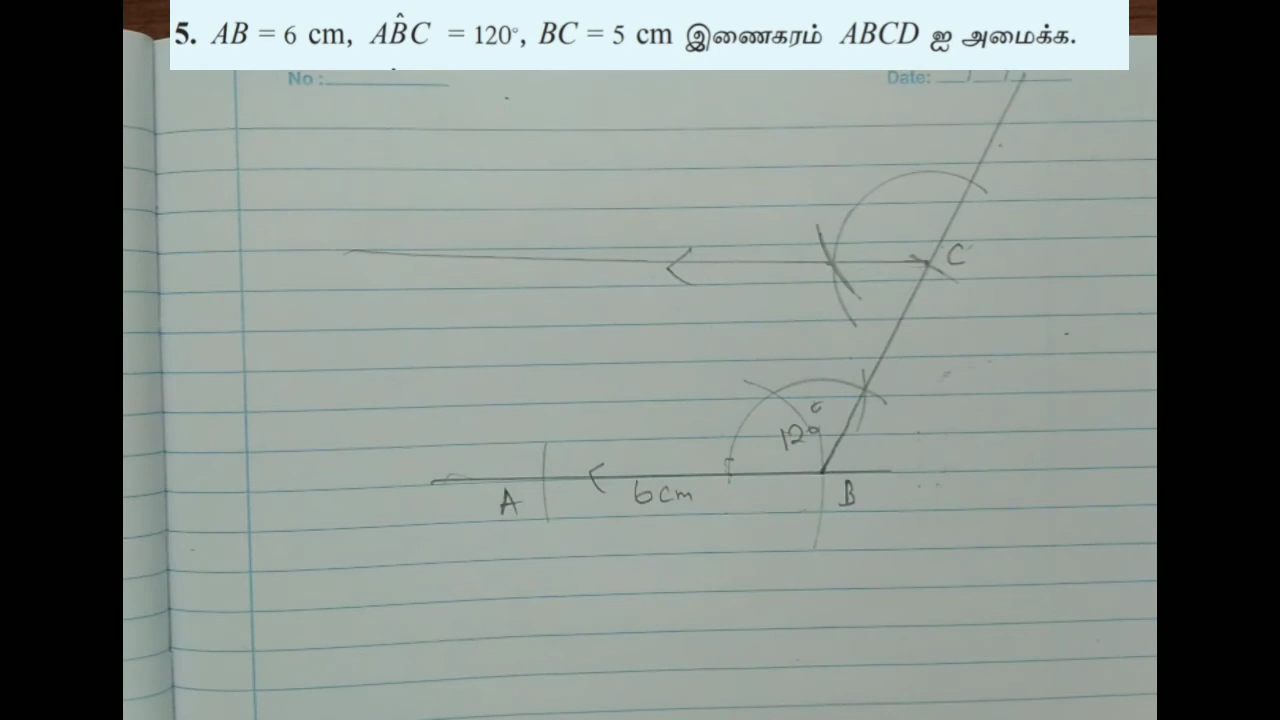 5. AB = 6 cm, AB̂C = 120°, BC = 5 cm இணைகரம் ABCD ஐ அமைக்க.
No : Date: / /
C
120°
A 6cm B